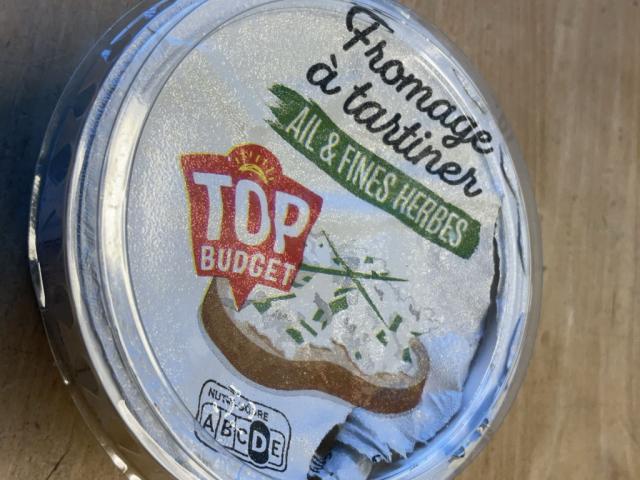 Fromage
à tartiner
AIL & FINES HERBES
TOP
BUDGET
NUTRI-SCORE
A B C D E